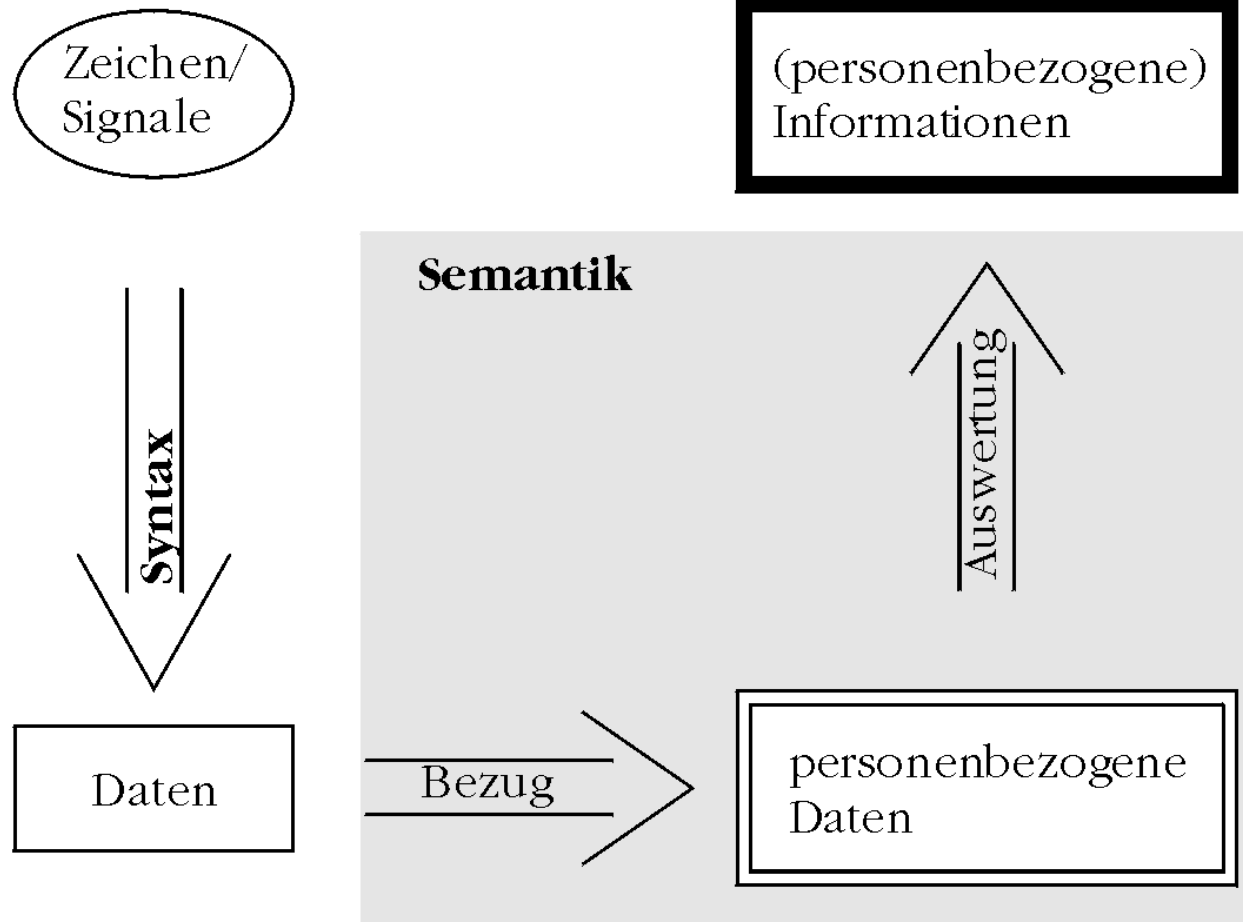 Zeichen/
Signale
(personenbezogene)
Informationen
Semantik
Syntax
Auswertung
Daten
Bezug
personenbezogene
Daten